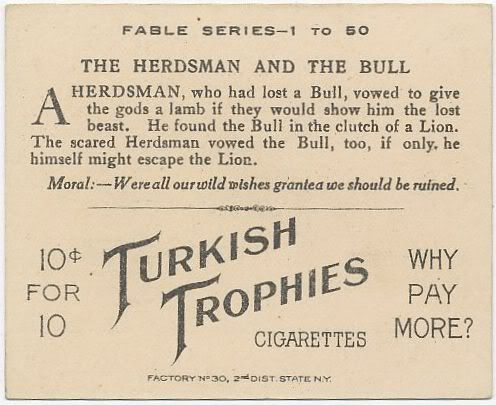 FABLE SERIES—1 TO 50
THE HERDSMAN AND THE BULL
A HERDSMAN, who had lost a Bull, vowed to give
the gods a lamb if they would show him the lost
beast. He found the Bull in the clutch of a Lion.
The scared Herdsman vowed the Bull, too, if only he
himself might escape the Lion.
Moral:—Were all our wild wishes granted we should be ruined.
10¢
FOR
10
TURKISH
TROPHIES
CIGARETTES
WHY
PAY
MORE?
FACTORY Nº 30, 2nd DIST. STATE N.Y.